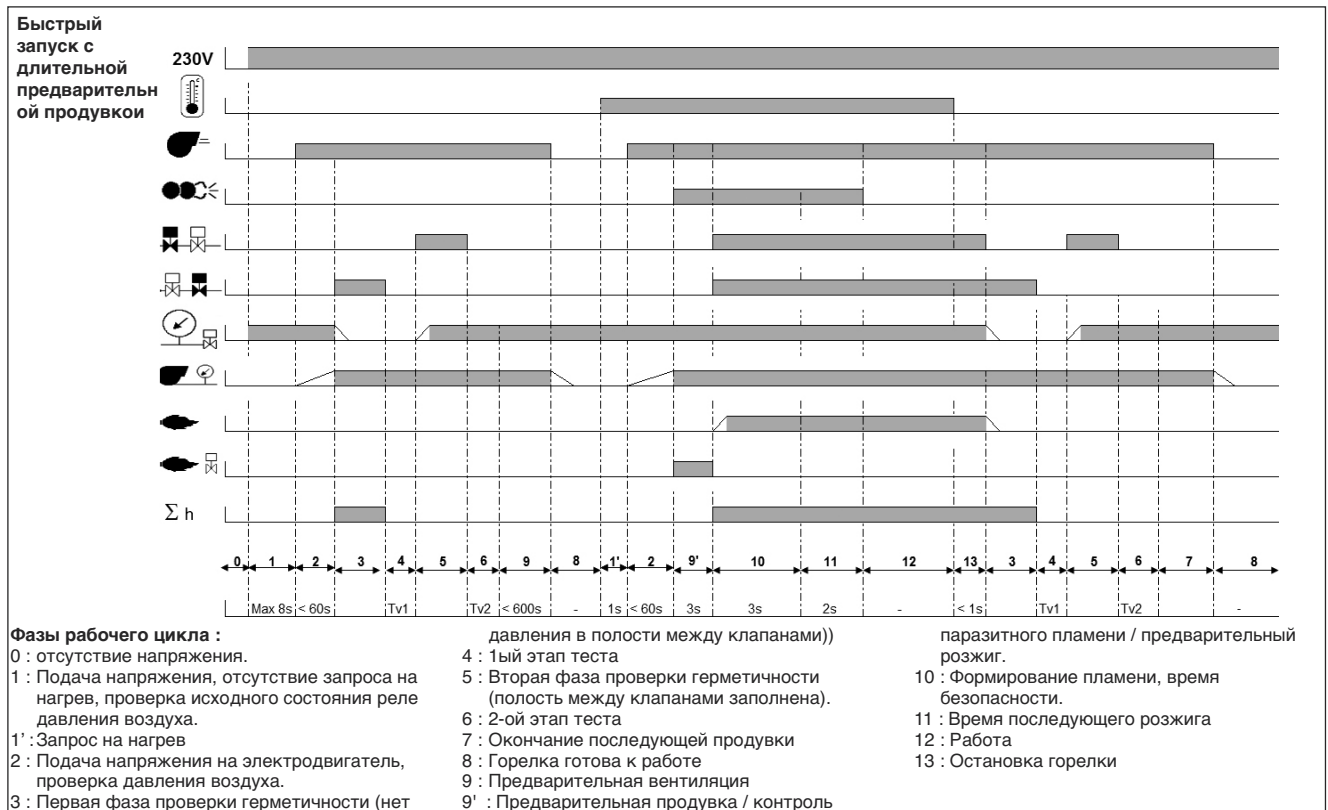 Быстрый
запуск с
длительной
предварительн
ой продувкой
230V
Σ h
0 1 2 3 4 5 6 9 8 1' 2 9' 10 11 12 13 3 4 5 6 7 8
Max 8s < 60s Tv1 Tv2 < 600s - 1s < 60s 3s 3s 2s - < 1s Tv1 Tv2 -
Фазы рабочего цикла :
0 : отсутствие напряжения.
1 : Подача напряжения, отсутствие запроса на
нагрев, проверка исходного состояния реле
давления воздуха.
1' : Запрос на нагрев
2 : Подача напряжения на электродвигатель,
проверка давления воздуха.
3 : Первая фаза проверки герметичности (нет
давления в полости между клапанами))
4 : 1ый этап теста
5 : Вторая фаза проверки герметичности
(полость между клапанами заполнена).
6 : 2-ой этап теста
7 : Окончание последующей продувки
8 : Горелка готова к работе
9 : Предварительная вентиляция
9' : Предварительная продувка / контроль
паразитного пламени / предварительный
розжиг.
10 : Формирование пламени, время
безопасности.
11 : Время последующего розжига
12 : Работа
13 : Остановка горелки